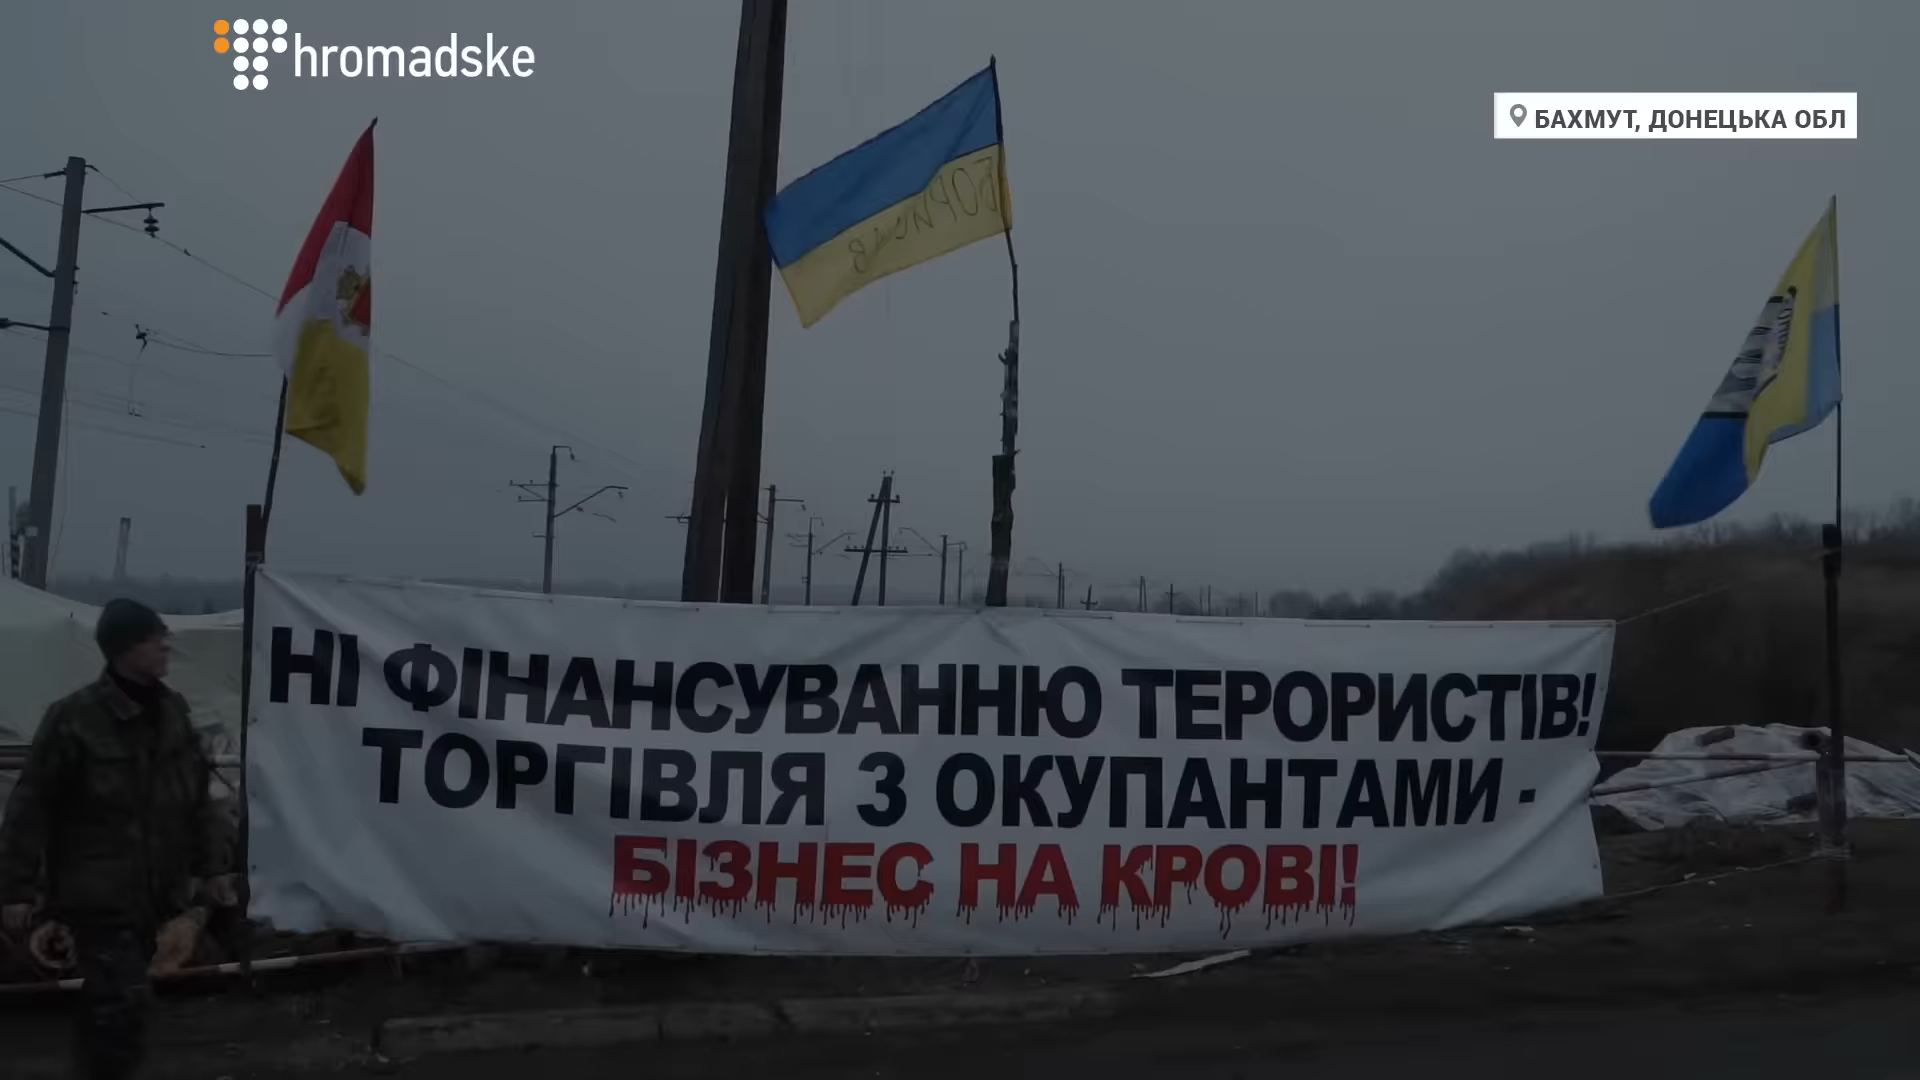 hromadske
БАХМУТ, ДОНЕЦЬКА ОБЛ
НІ ФІНАНСУВАННЮ ТЕРОРИСТІВ!
ТОРГІВЛЯ З ОКУПАНТАМИ -
БІЗНЕС НА КРОВІ!